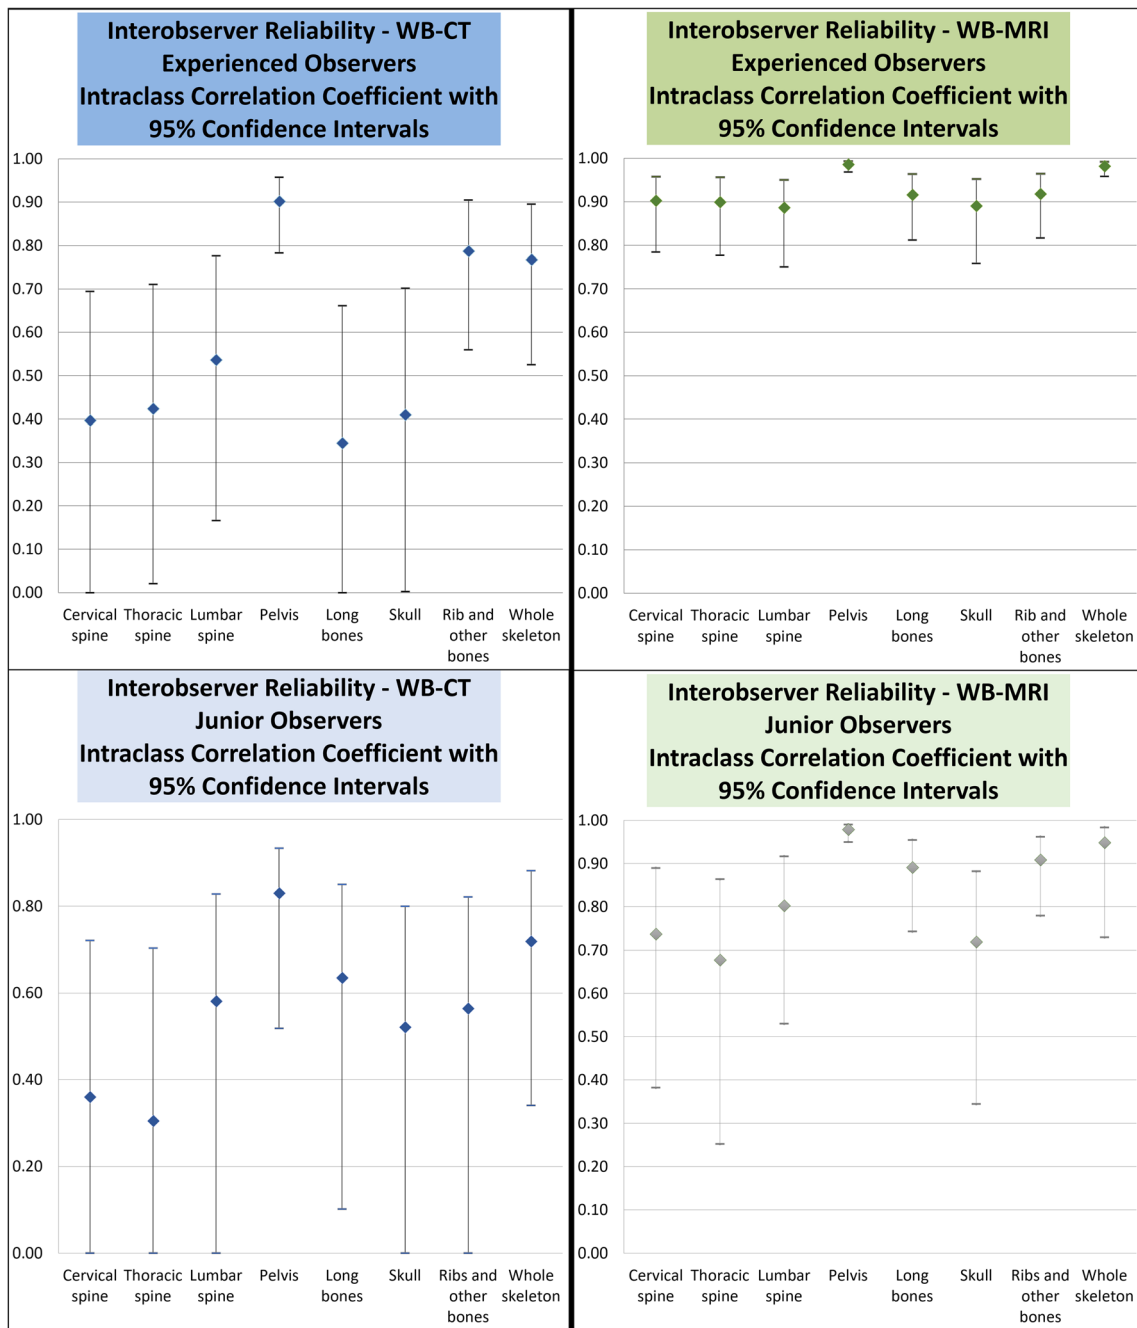 Interobserver Reliability - WB-CT
Experienced Observers
Intraclass Correlation Coefficient with
95% Confidence Intervals
1.00
0.90
0.80
0.70
0.60
0.50
0.40
0.30
0.20
0.10
0.00
Cervical Thoracic Lumbar Pelvis Long Skull Rib and Whole
spine spine spine bones other skeleton
bones
Interobserver Reliability - WB-MRI
Experienced Observers
Intraclass Correlation Coefficient with
95% Confidence Intervals
1.00
0.90
0.80
0.70
0.60
0.50
0.40
0.30
0.20
0.10
0.00
Cervical Thoracic Lumbar Pelvis Long Skull Rib and Whole
spine spine spine bones other skeleton
bones
Interobserver Reliability - WB-CT
Junior Observers
Intraclass Correlation Coefficient with
95% Confidence Intervals
1.00
0.80
0.60
0.40
0.20
0.00
Cervical Thoracic Lumbar Pelvis Long Skull Ribs and Whole
spine spine spine bones other skeleton
bones
Interobserver Reliability - WB-MRI
Junior Observers
Intraclass Correlation Coefficient with
95% Confidence Intervals
1.00
0.90
0.80
0.70
0.60
0.50
0.40
0.30
0.20
0.10
0.00
Cervical Thoracic Lumbar Pelvis Long Skull Ribs and Whole
spine spine spine bones other skeleton
bones